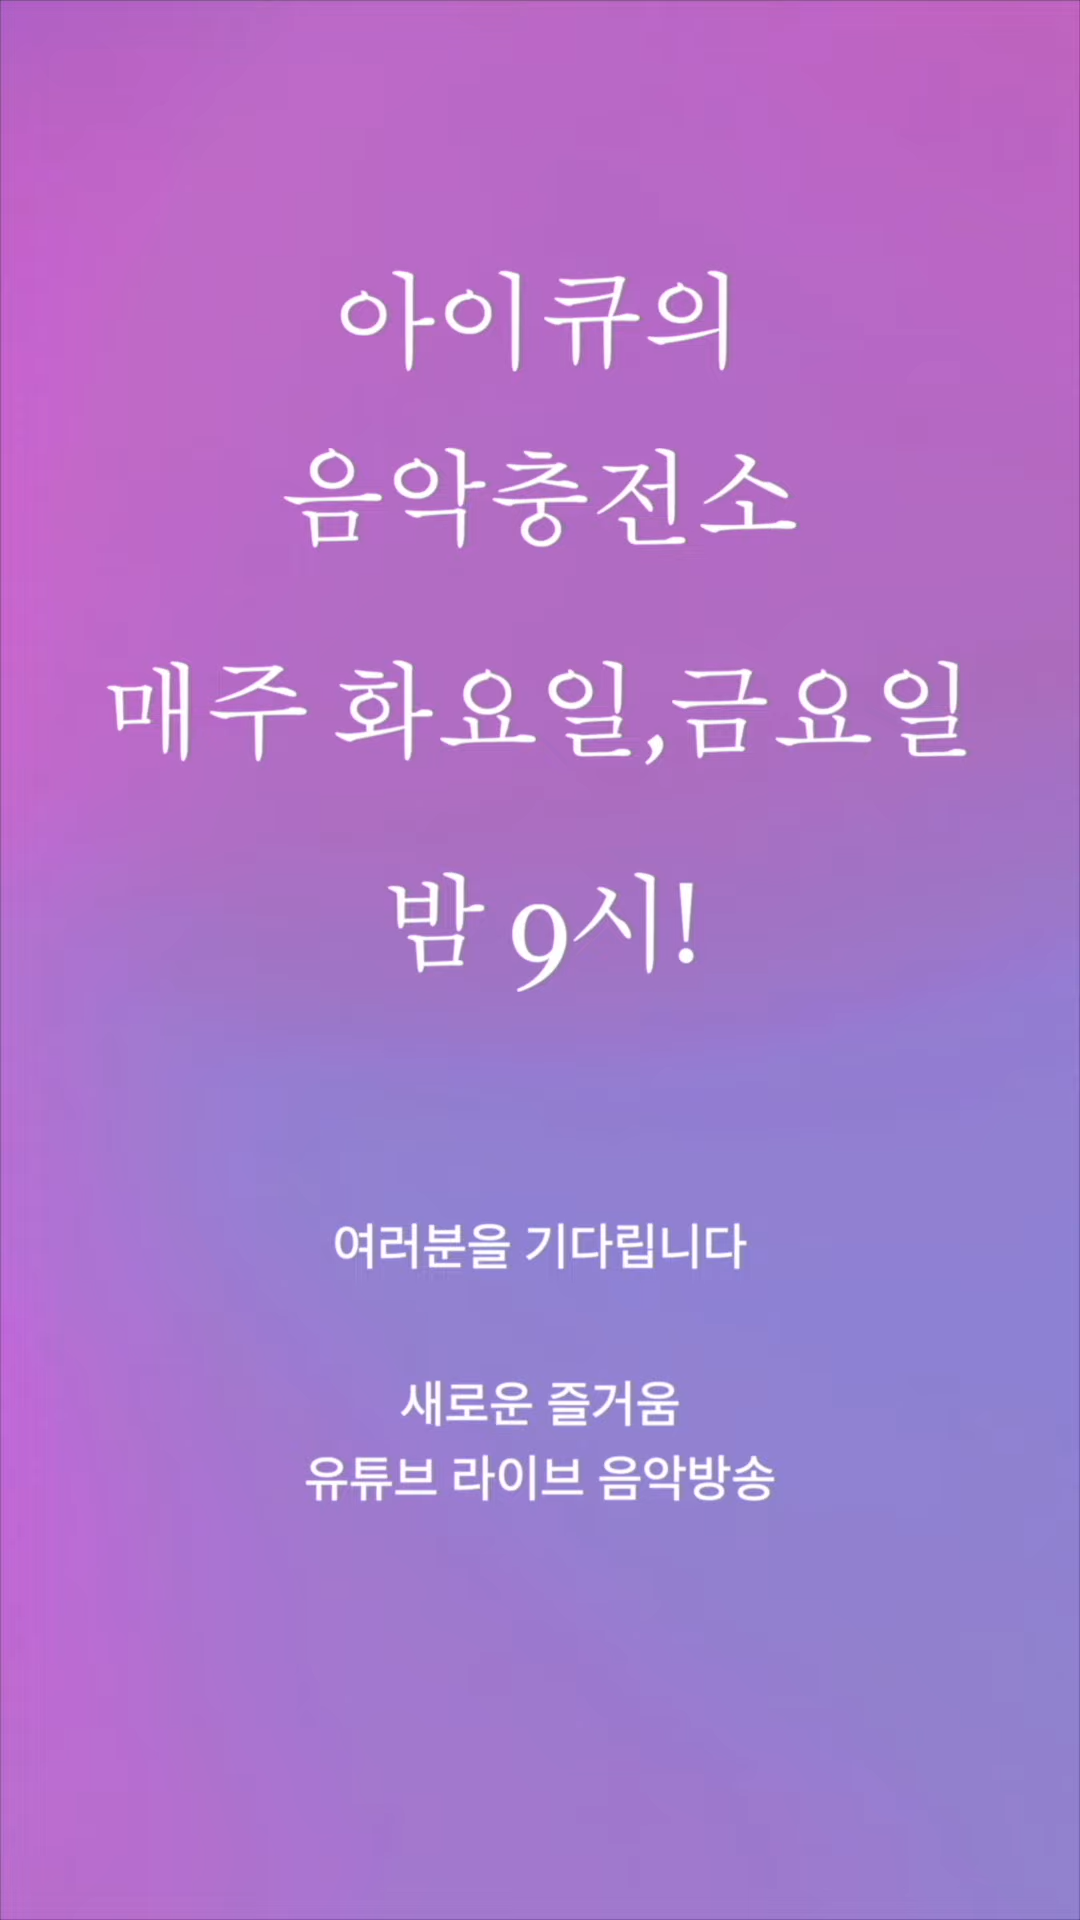 아이큐의
음악충전소
매주 화요일,금요일
밤 9시!
여러분을 기다립니다
새로운 즐거움
유튜브 라이브 음악방송